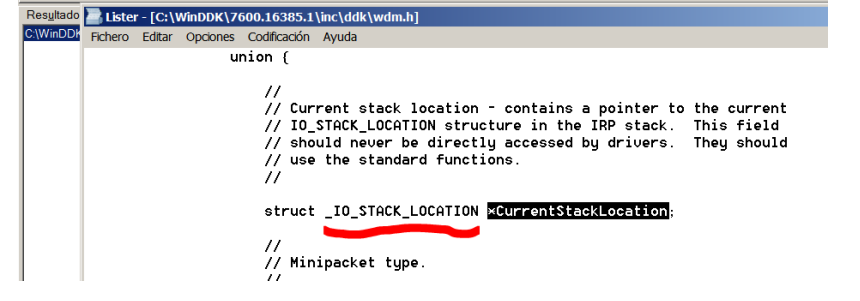 Resultado
Lister - [C:\WinDDK\7600.16385.1\inc\ddk\wdm.h]
C:\WinDDK
Fichero Editar Opciones Codificación Ayuda
union {
//
// Current stack location - contains a pointer to the current
// IO_STACK_LOCATION structure in the IRP stack. This field
// should never be directly accessed by drivers. They should
// use the standard functions.
//
struct _IO_STACK_LOCATION *CurrentStackLocation;
//
// Minipacket type.
//